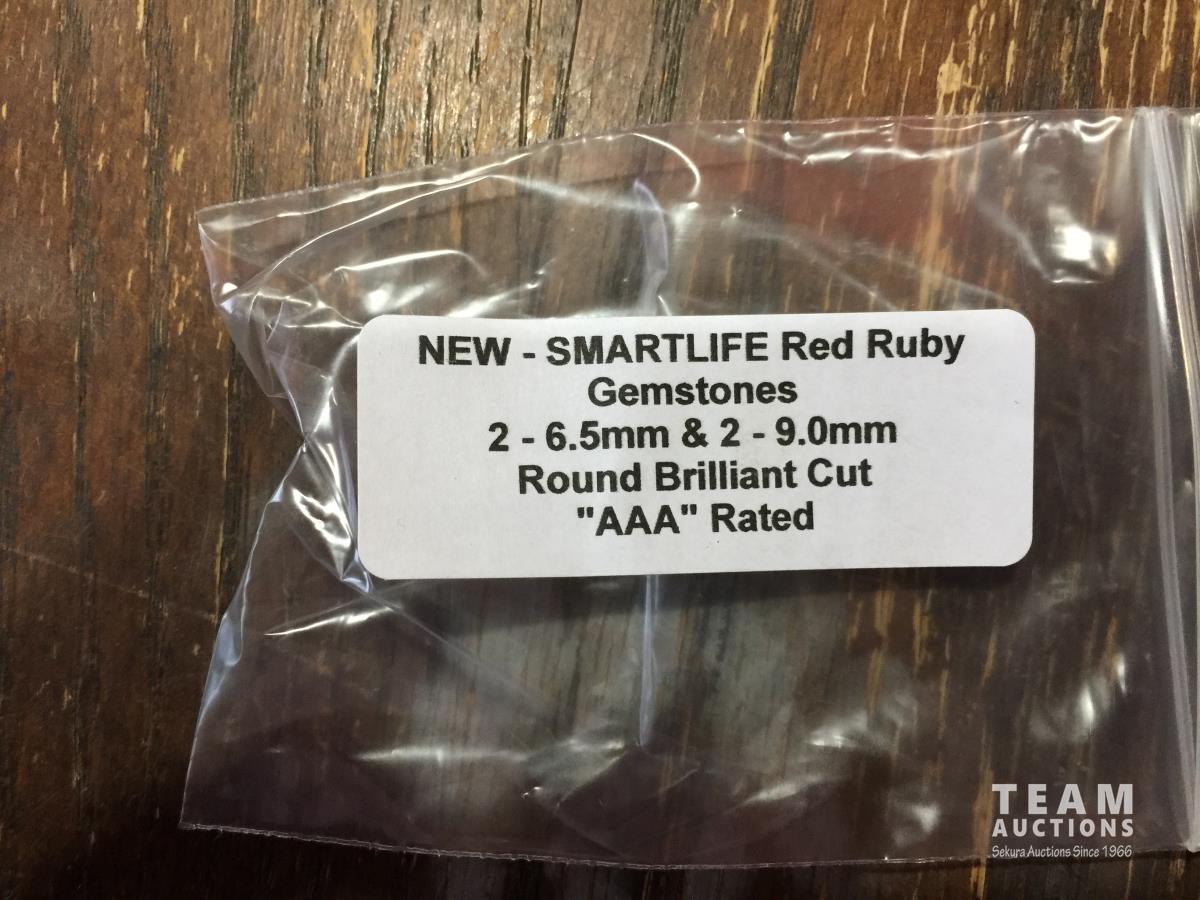 NEW - SMARTLIFE Red Ruby
Gemstones
2 - 6.5mm & 2 - 9.0mm
Round Brilliant Cut
"AAA" Rated
TEAM
AUCTIONS
Sekura Auctions Since 1966